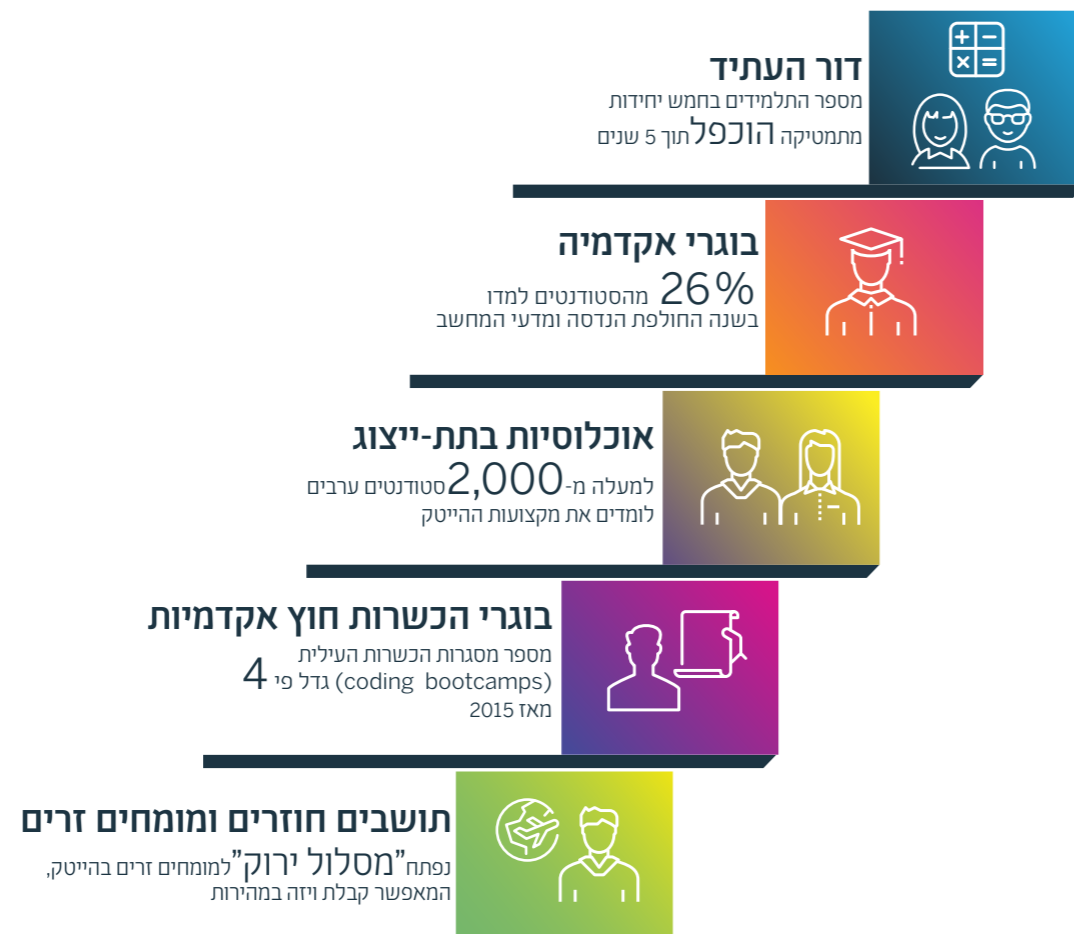 דור העתיד
מספר התלמידים בחמש יחידות
מתמטיקה הוכפל תוך 5 שנים
בוגרי אקדמיה
26% מהסטודנטים למדו
בשנה החולפת הנדסה ומדעי המחשב
אוכלוסיות בתת-ייצוג
למעלה מ-2,000 סטודנטים ערבים
לומדים את מקצועות ההייטק
בוגרי הכשרות חוץ אקדמיות
מספר מסגרות הכשרות העילית
(coding bootcamps) גדל פי 4
מאז 2015
תושבים חוזרים ומומחים זרים
נפתח "מסלול ירוק" למומחים זרים בהייטק,
המאפשר קבלת ויזה במהירות